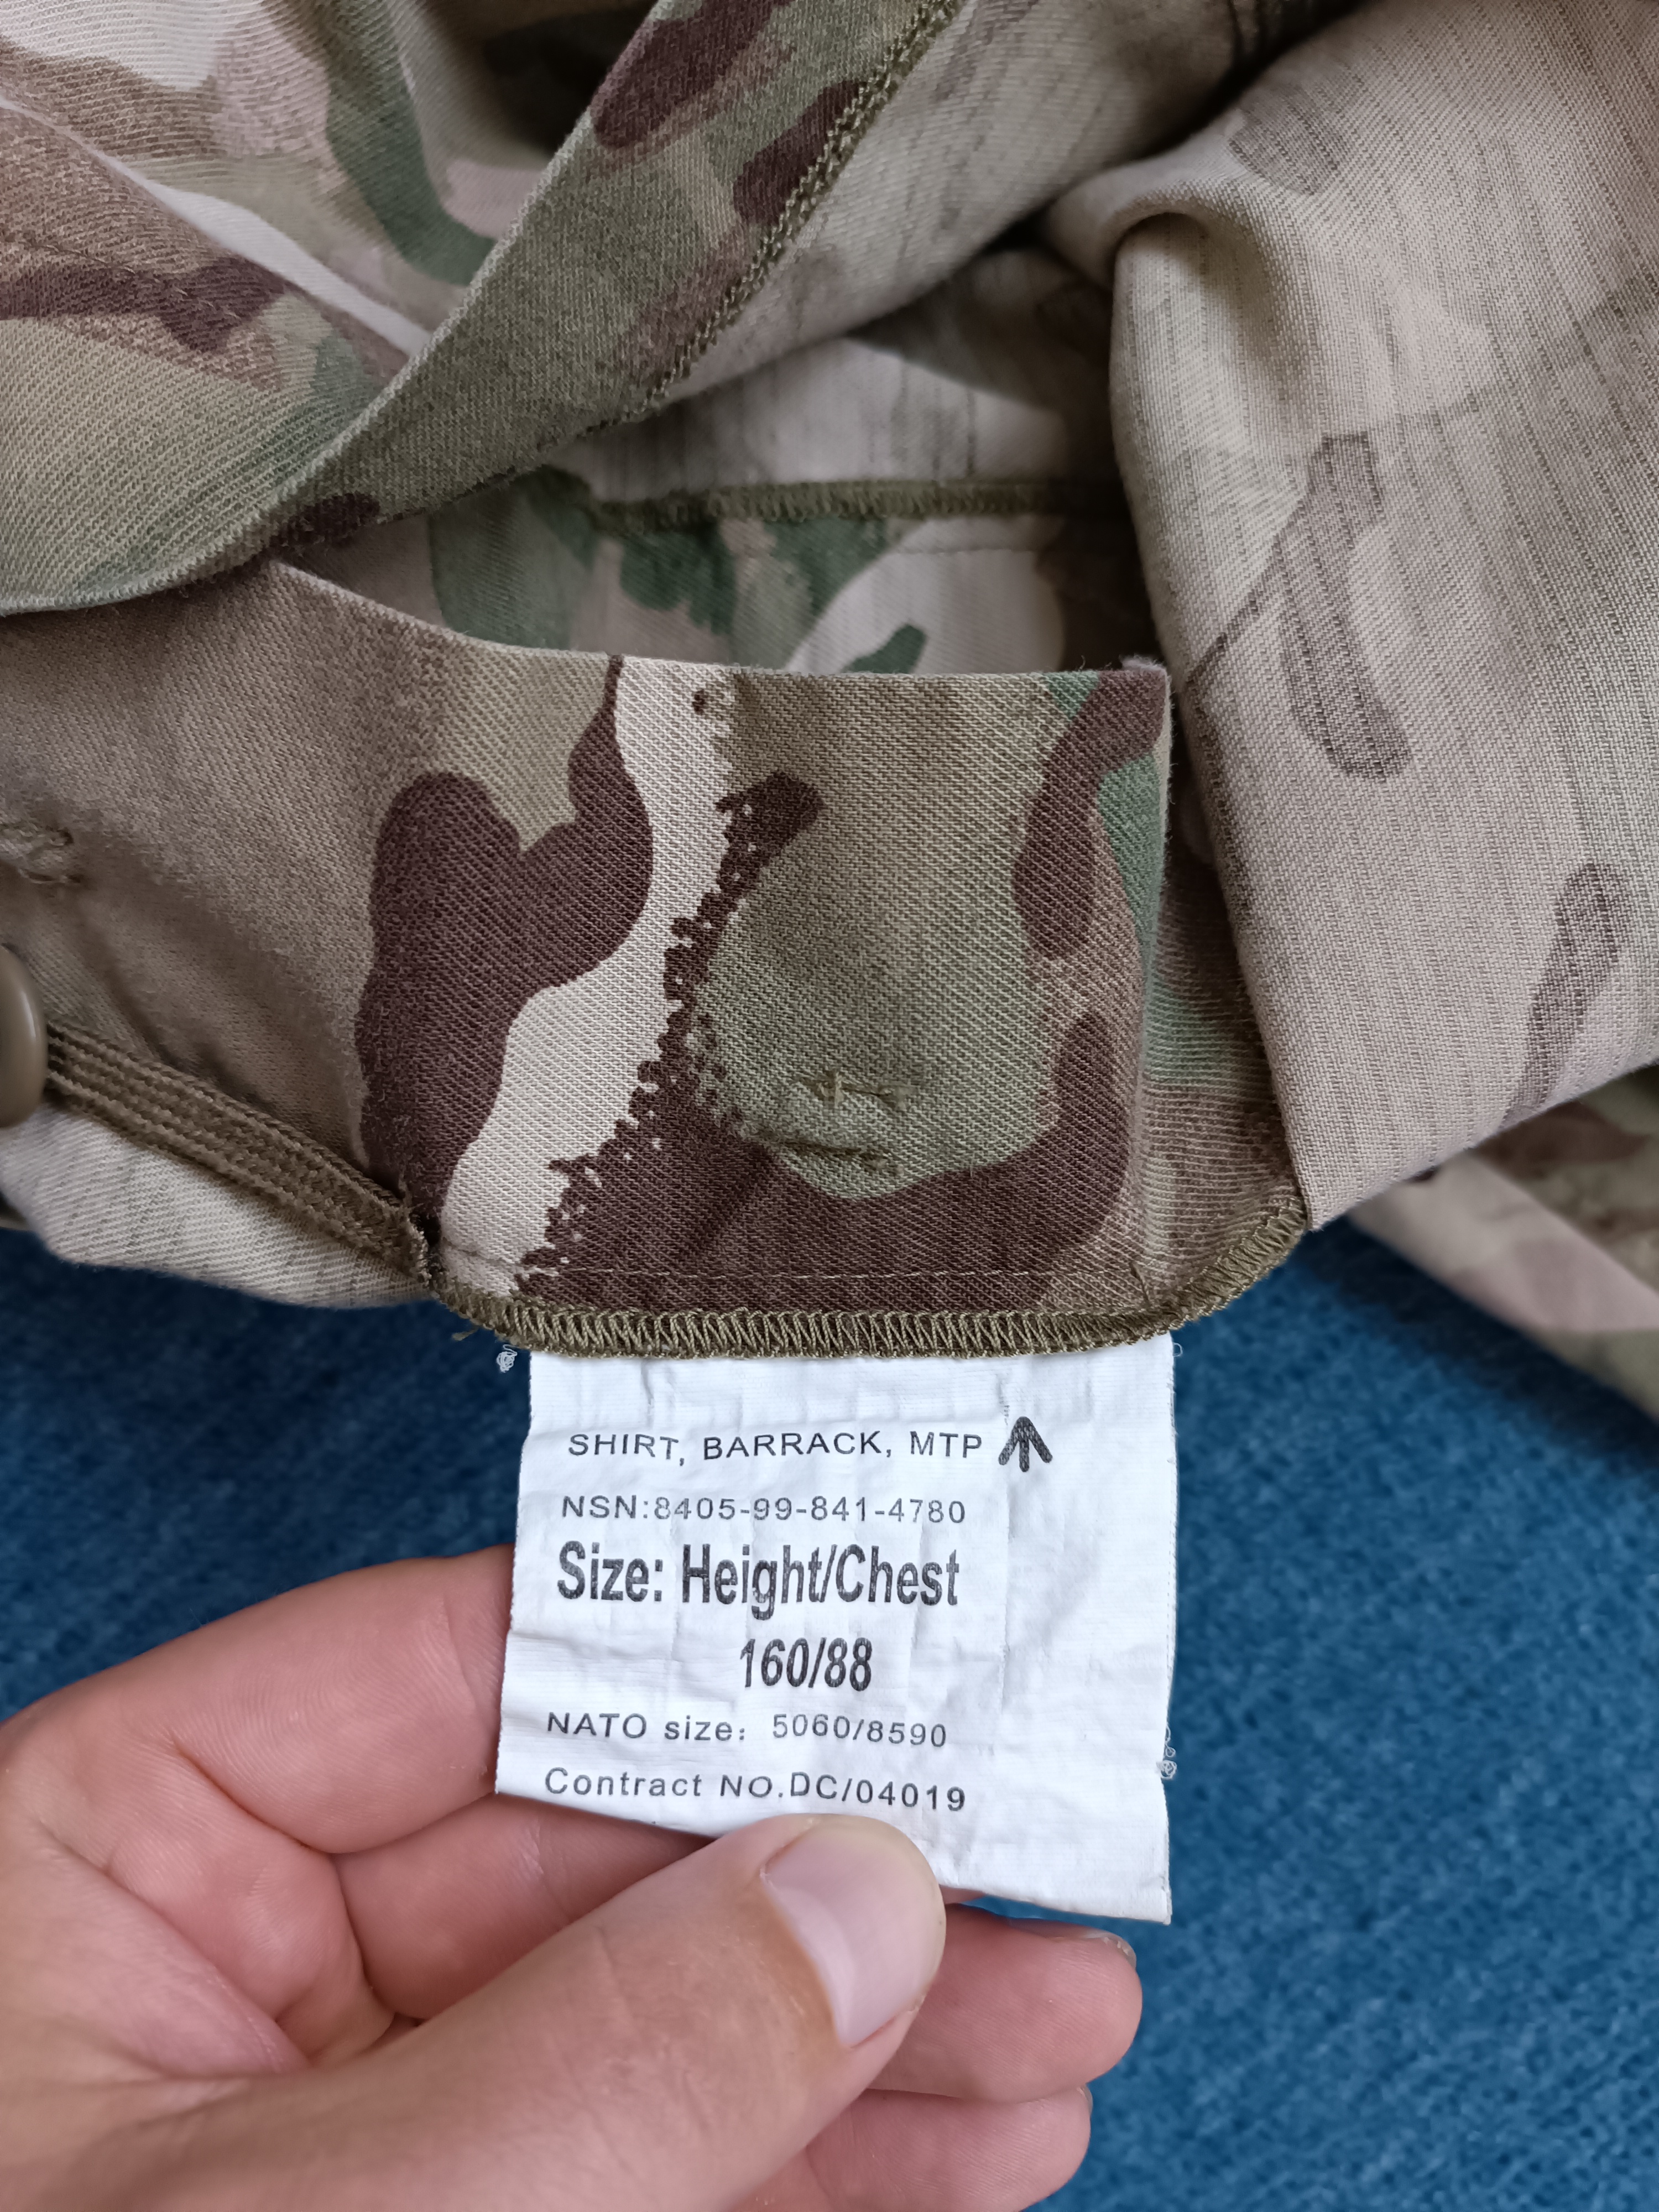 SHIRT, BARRACK, MTP
NSN:8405-99-841-4780
Size: Height/Chest
160/88
NATO size: 5060/8590
Contract NO.DC/04019